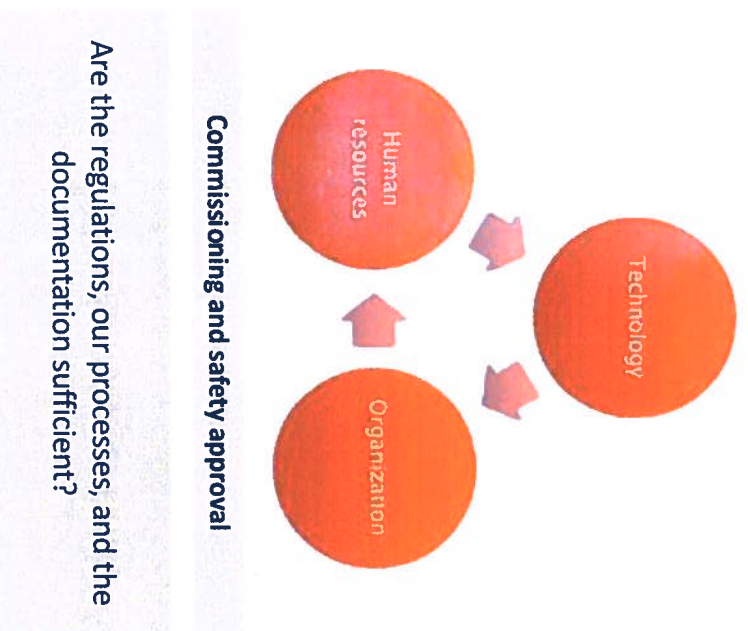 Technology
Human
resources
Organization
Commissioning and safety approval
Are the regulations, our processes, and the
documentation sufficient?